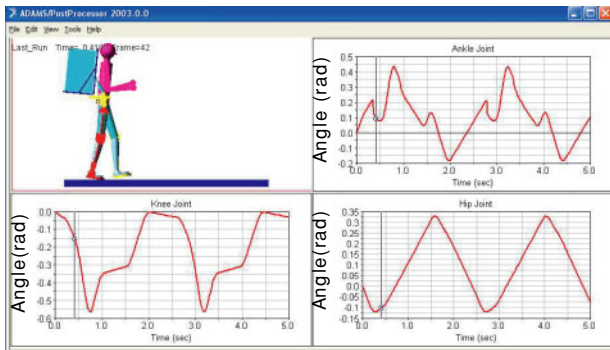 ADAMS/PostProcessor 2003.0.0
File Edit View Tools Help
Last_Run Time= 0.4100 Frame=42
Ankle Joint
Angle (rad)
0.5
0.4
0.3
0.2
0.1
0.0
-0.1
-0.2
0.0 1.0 2.0 3.0 4.0 5.0
Time (sec)
Knee Joint
Angle(rad)
0.0
-0.1
-0.2
-0.3
-0.4
-0.5
-0.6
0.0 1.0 2.0 3.0 4.0 5.0
Time (sec)
Hip Joint
Angle(rad)
0.35
0.3
0.25
0.2
0.15
0.1
0.05
0.0
-0.05
-0.1
-0.15
0.0 1.0 2.0 3.0 4.0 5.0
Time (sec)